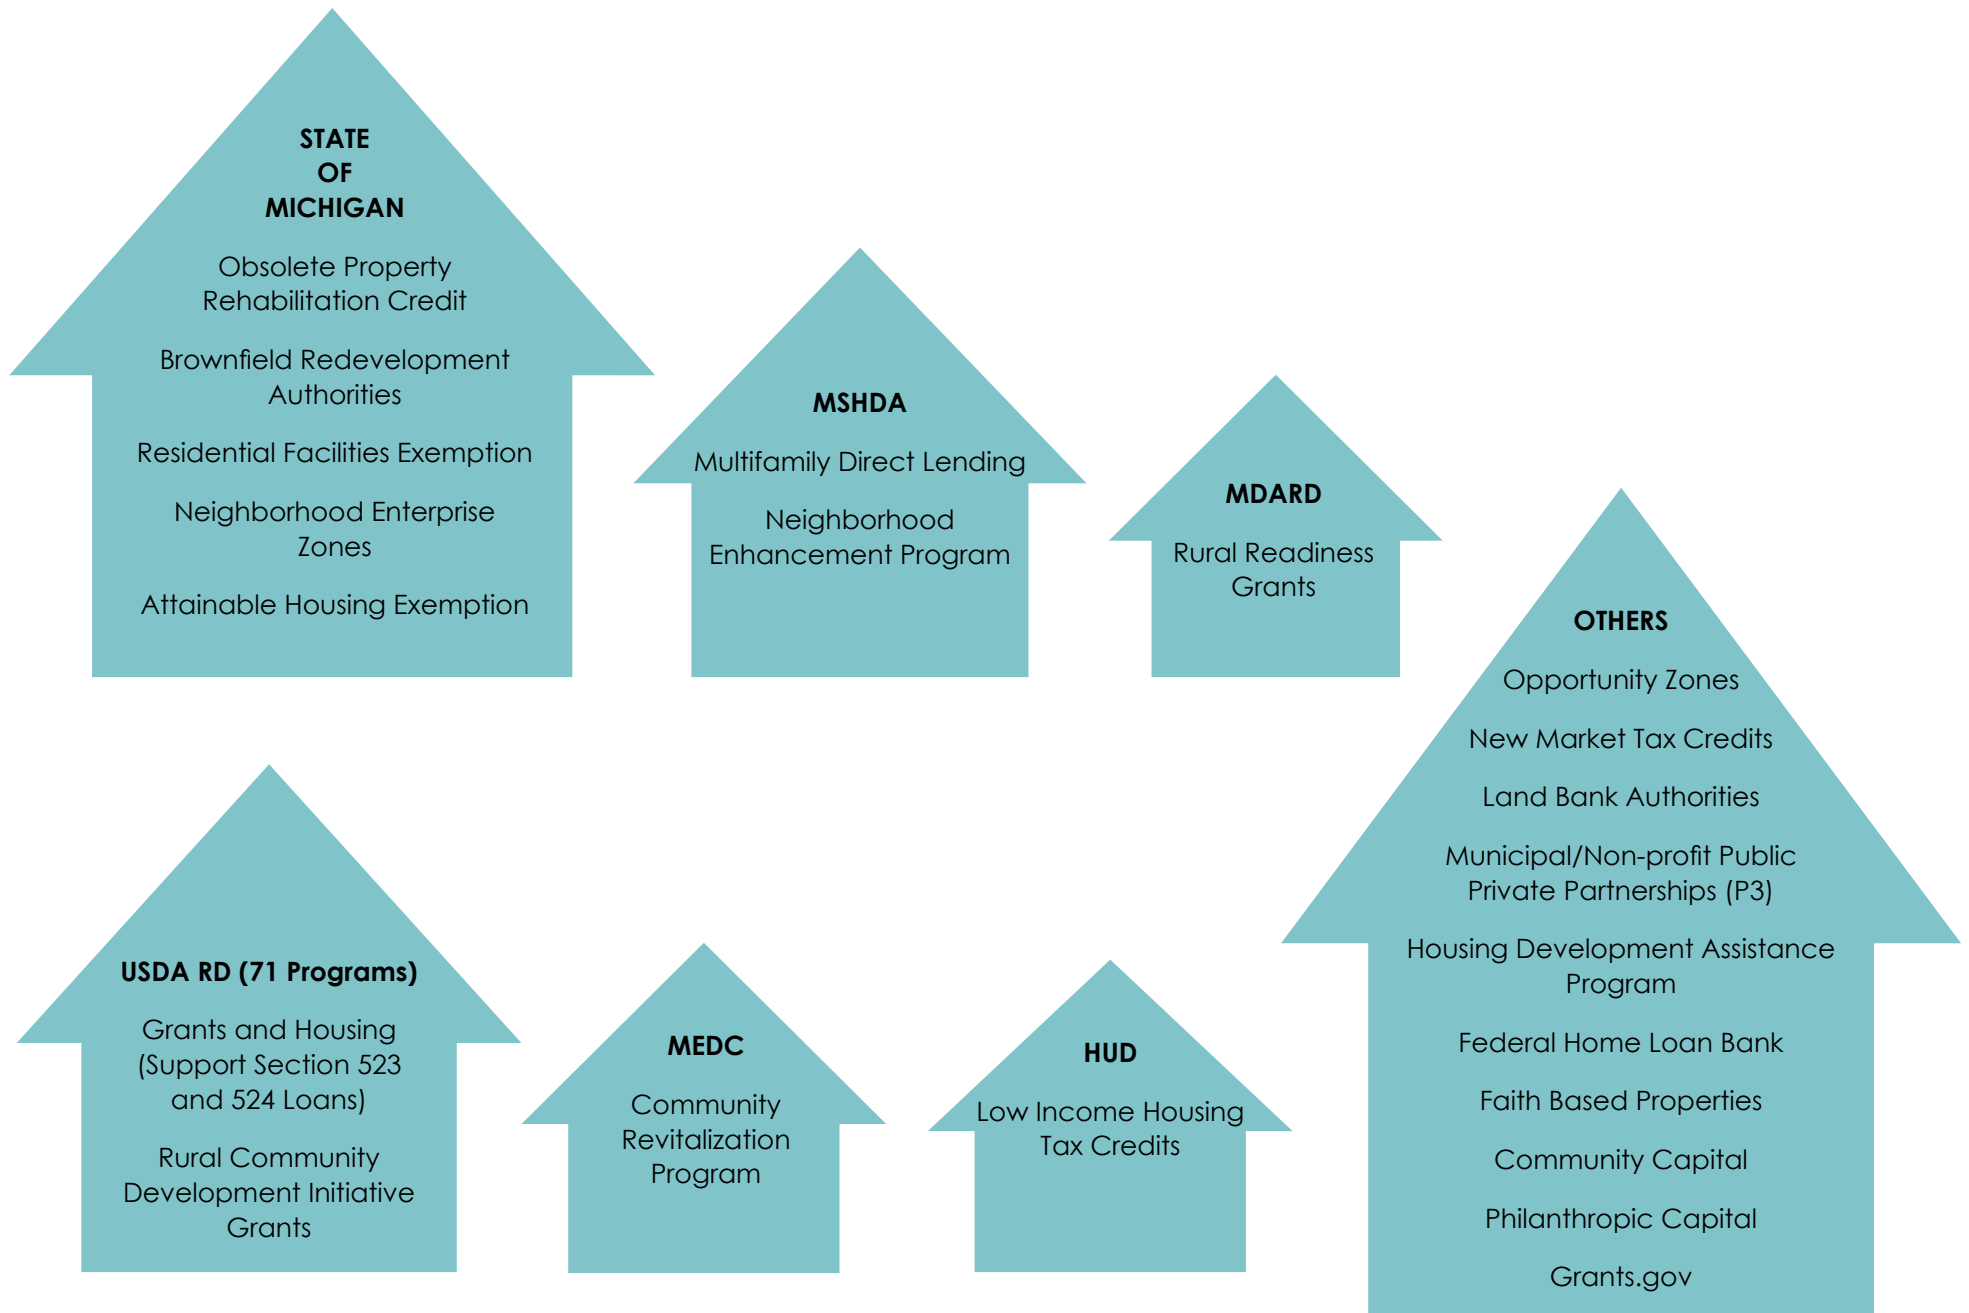 STATE
OF
MICHIGAN
Obsolete Property
Rehabilitation Credit
Brownfield Redevelopment
Authorities
Residential Facilities Exemption
Neighborhood Enterprise
Zones
Attainable Housing Exemption
MSHDA
Multifamily Direct Lending
Neighborhood
Enhancement Program
MDARD
Rural Readiness
Grants
OTHERS
Opportunity Zones
New Market Tax Credits
Land Bank Authorities
Municipal/Non-profit Public
Private Partnerships (P3)
Housing Development Assistance
Program
Federal Home Loan Bank
Faith Based Properties
Community Capital
Philanthropic Capital
Grants.gov
USDA RD (71 Programs)
Grants and Housing
(Support Section 523
and 524 Loans)
Rural Community
Development Initiative
Grants
MEDC
Community
Revitalization
Program
HUD
Low Income Housing
Tax Credits